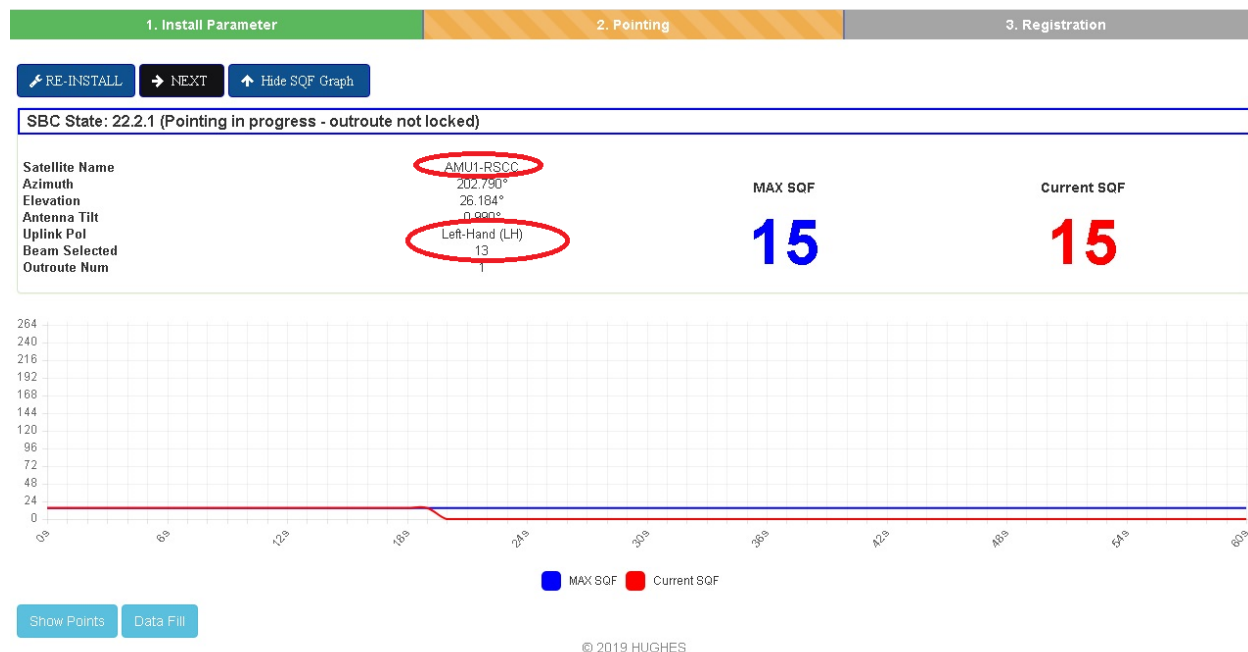 1. Install Parameter
2. Pointing
3. Registration
RE-INSTALL
NEXT
Hide SQF Graph
SBC State: 22.2.1 (Pointing in progress - outroute not locked)
Satellite Name AMU1-RSCC
Azimuth 202.790°
Elevation 26.184°
Antenna Tilt 0.990°
Uplink Pol Left-Hand (LH)
Beam Selected 13
Outroute Num 1
MAX SQF
15
Current SQF
15
264
240
216
192
168
144
120
96
72
48
24
0
0s 6s 12s 18s 24s 30s 36s 42s 48s 54s 60s
MAX SQF Current SQF
Show Points
Data Fill
© 2019 HUGHES